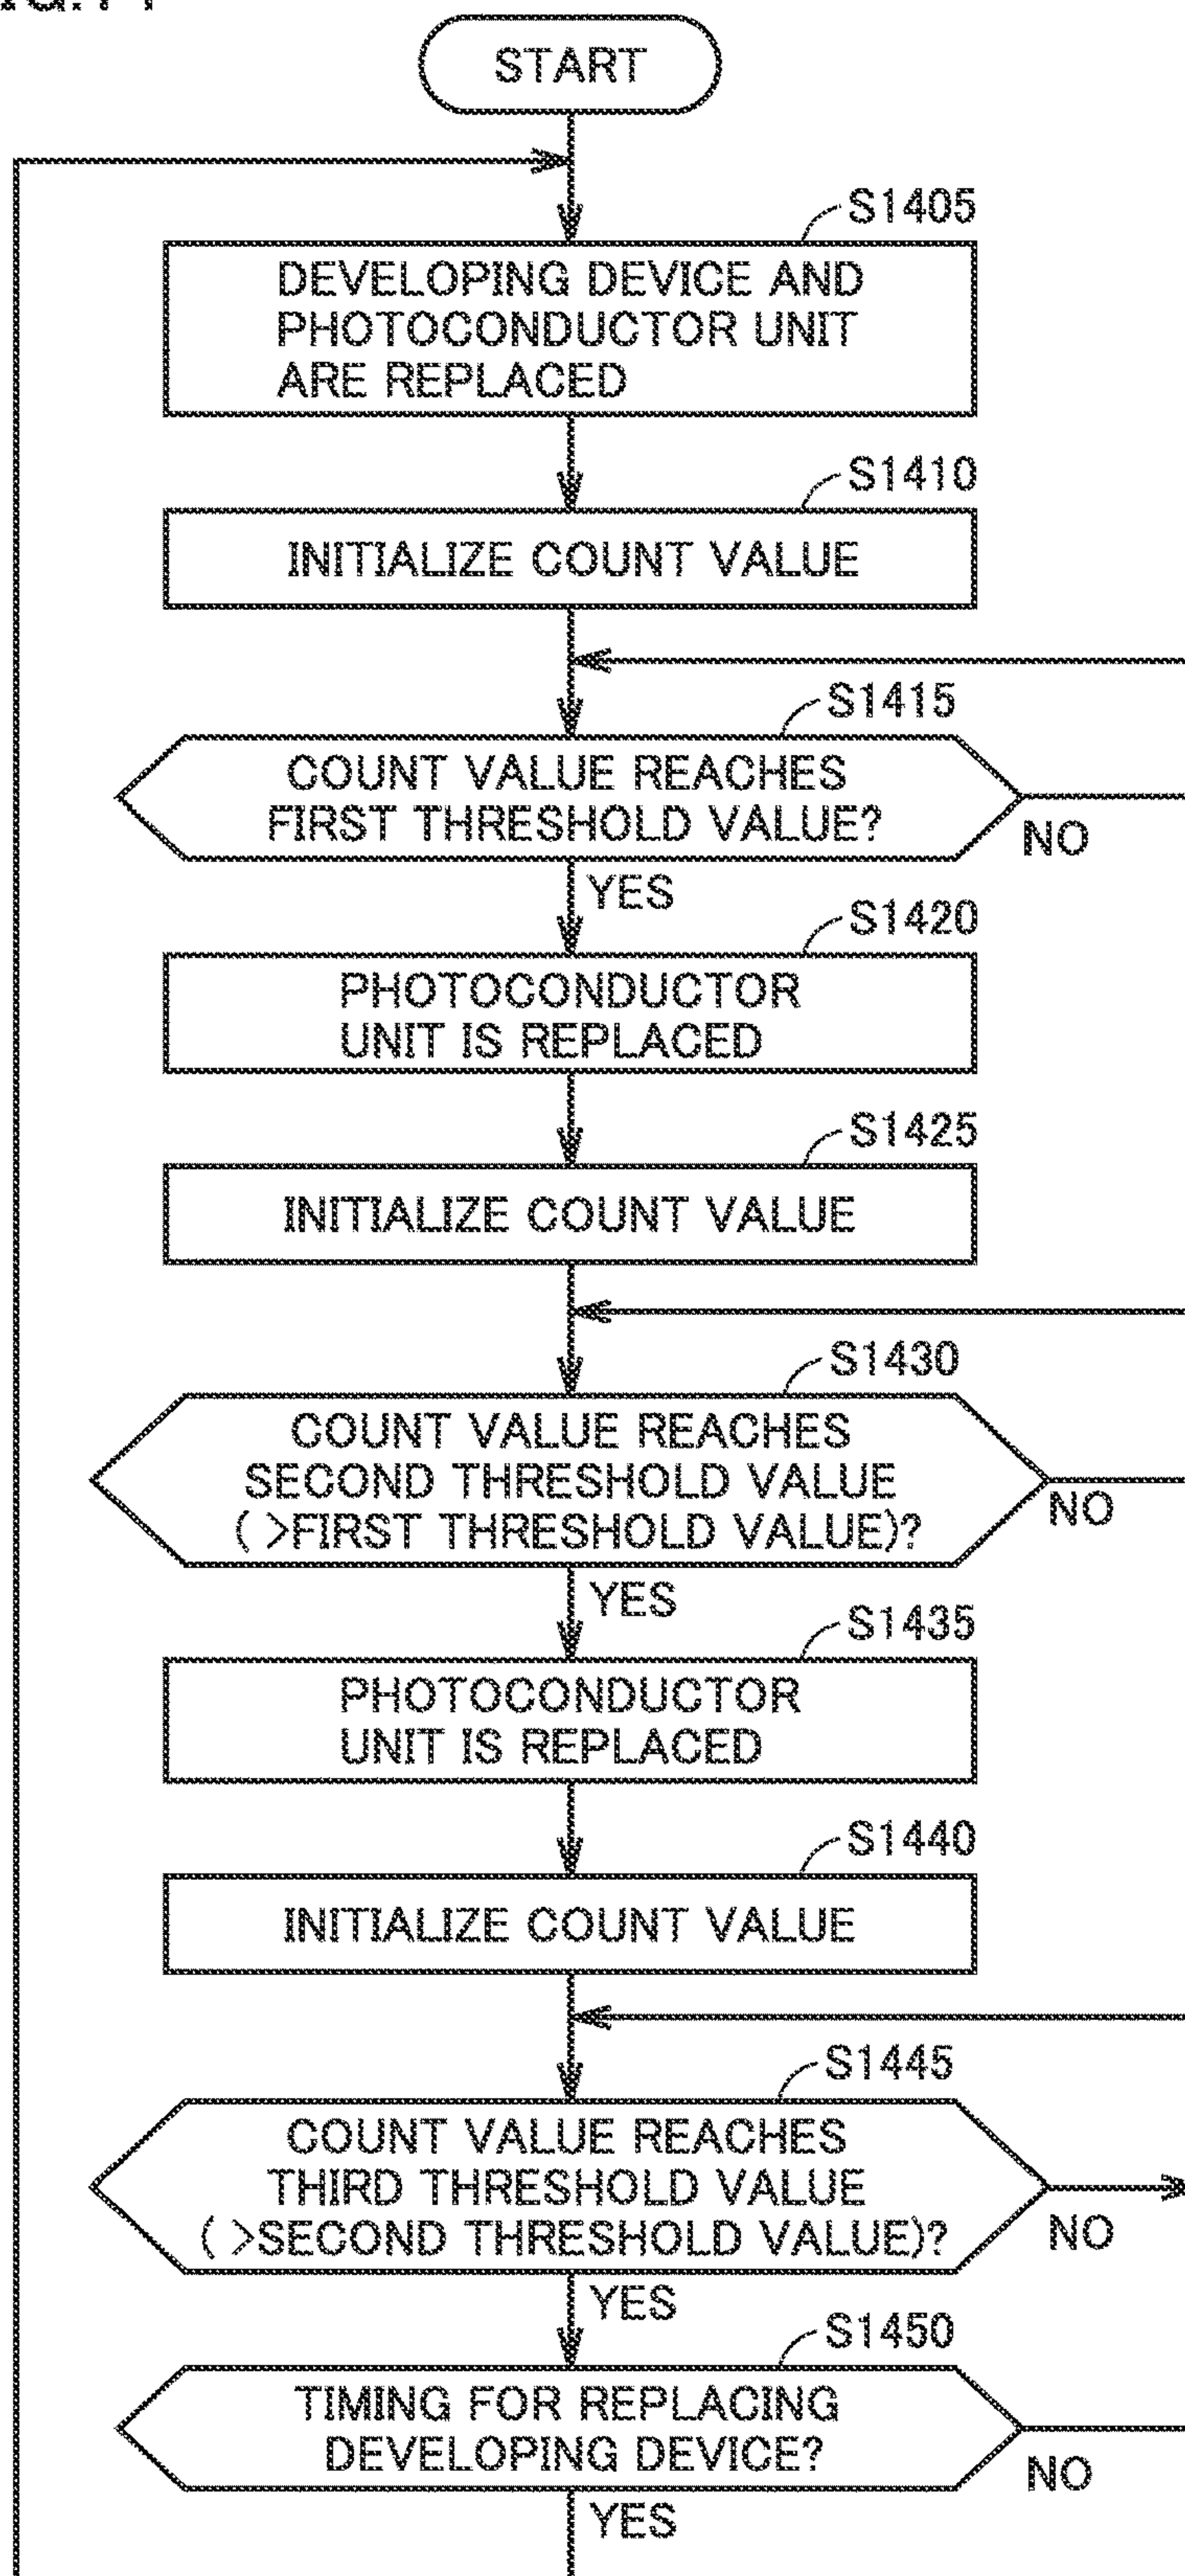 START
S1405
DEVELOPING DEVICE AND
PHOTOCONDUCTOR UNIT
ARE REPLACED
S1410
INITIALIZE COUNT VALUE
S1415
COUNT VALUE REACHES
FIRST THRESHOLD VALUE?
NO
YES
S1420
PHOTOCONDUCTOR
UNIT IS REPLACED
S1425
INITIALIZE COUNT VALUE
S1430
COUNT VALUE REACHES
SECOND THRESHOLD VALUE
( >FIRST THRESHOLD VALUE)?
NO
YES
S1435
PHOTOCONDUCTOR
UNIT IS REPLACED
S1440
INITIALIZE COUNT VALUE
S1445
COUNT VALUE REACHES
THIRD THRESHOLD VALUE
( >SECOND THRESHOLD VALUE)?
NO
YES
S1450
TIMING FOR REPLACING
DEVELOPING DEVICE?
NO
YES